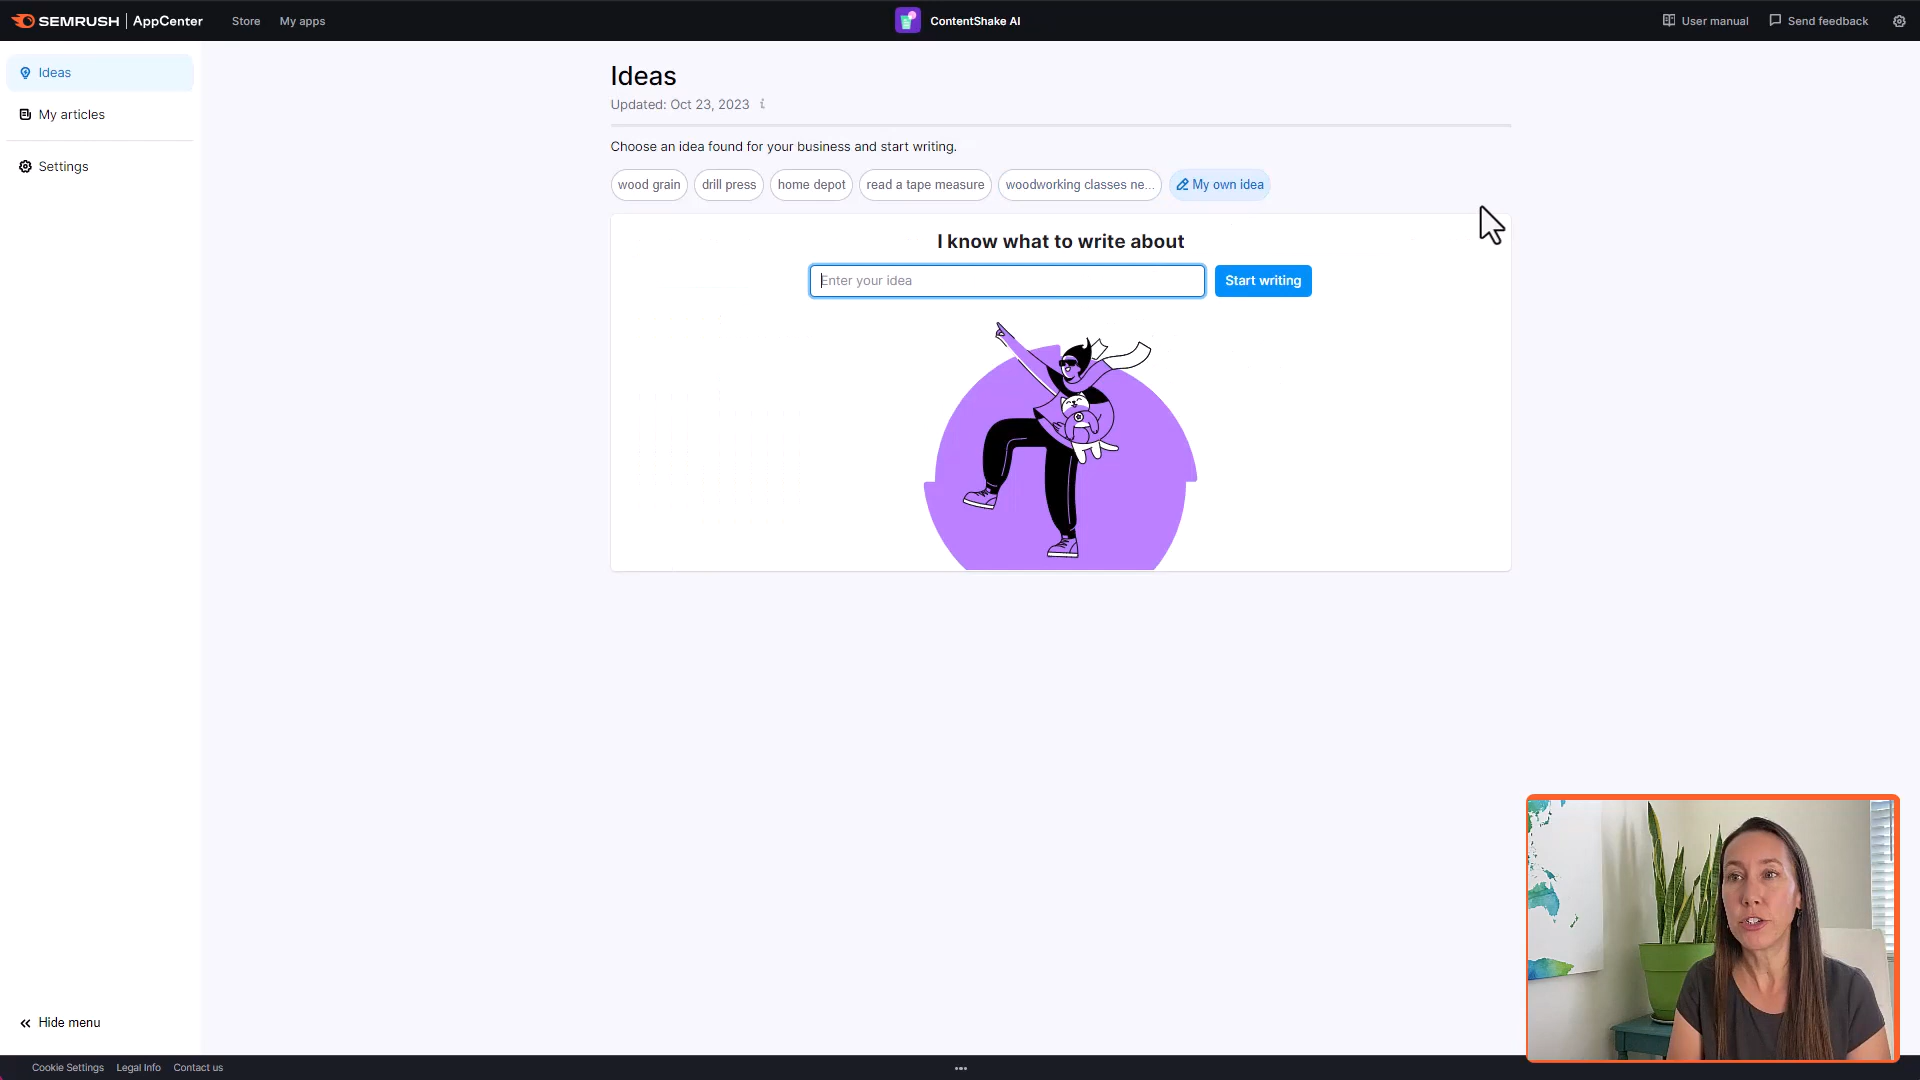 SEMRUSH AppCenter
Store
My apps
ContentShake AI
User manual
Send feedback
Ideas
My articles
Settings
Ideas
Updated: Oct 23, 2023 i
Choose an idea found for your business and start writing.
wood grain
drill press
home depot
read a tape measure
woodworking classes ne...
My own idea
I know what to write about
Enter your idea
Start writing
Hide menu
Cookie Settings
Legal Info
Contact us